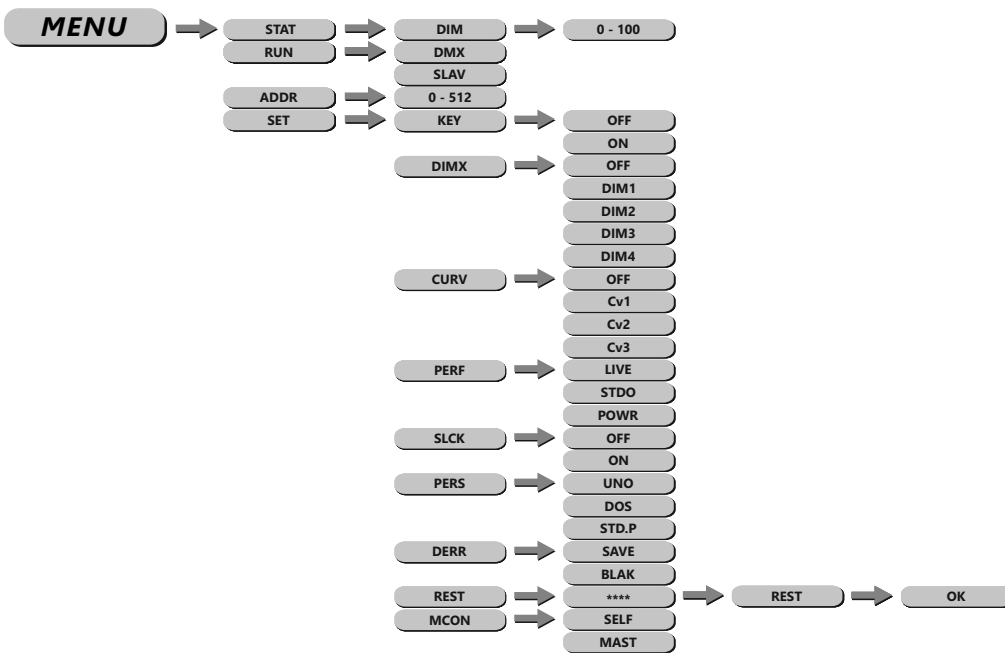 MENU STAT DIM 0 - 100
RUN DMX
SLAV
ADDR 0 - 512
SET KEY OFF
ON
DIMX OFF
DIM1
DIM2
DIM3
DIM4
CURV OFF
Cv1
Cv2
Cv3
PERF LIVE
STDO
POWR
SLCK OFF
ON
PERS UNO
DOS
STD.P
DERR SAVE
BLAK
REST **** REST OK
MCON SELF
MAST